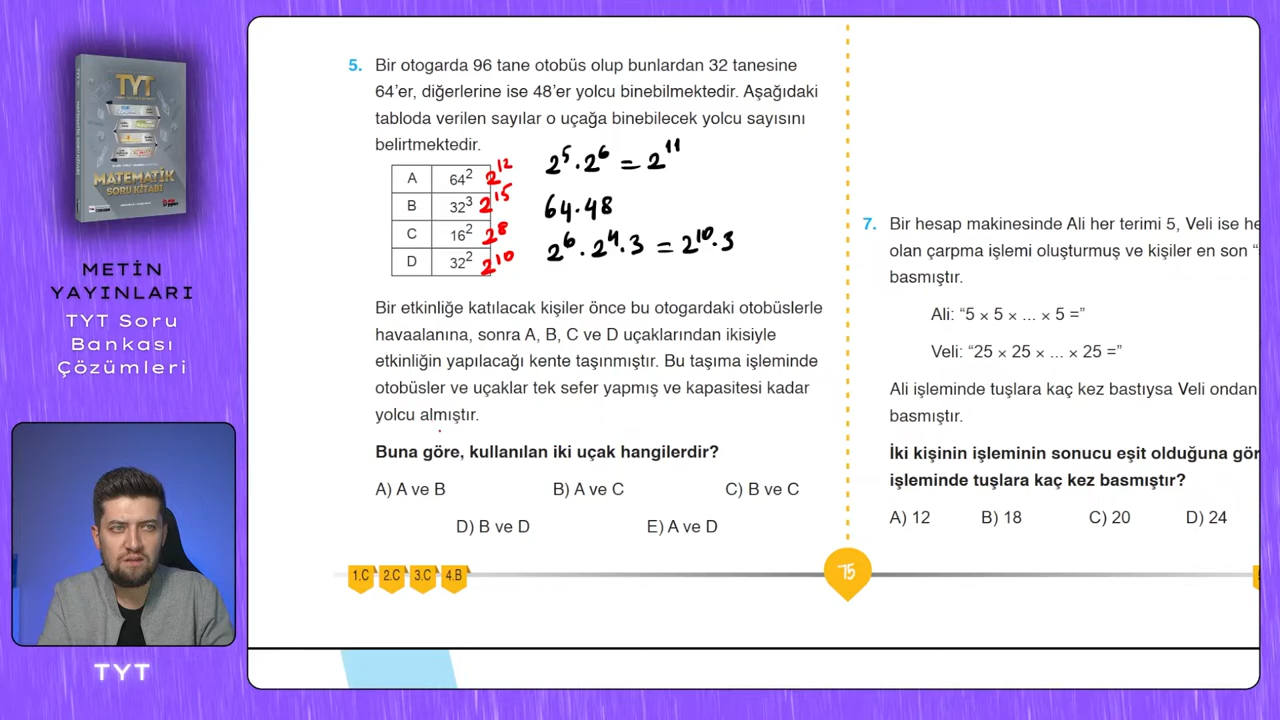 TYT
MATEMATİK
SORU KİTABI
METİN
YAYINLARI
TYT Soru
Bankası
Çözümleri
TYT
5. Bir otogarda 96 tane otobüs olup bunlardan 32 tanesine
64’er, diğerlerine ise 48’er yolcu binebilmektedir. Aşağıdaki
tabloda verilen sayılar o uçağa binebilecek yolcu sayısını
belirtmektedir.
A 64² 2¹²
B 32³ 2¹⁵
C 16² 2⁸
D 32² 2¹⁰
2⁵.2⁶ = 2¹¹
64.48
2⁶.2⁴.3 = 2¹⁰.3
Bir etkinliğe katılacak kişiler önce bu otogardaki otobüslerle
havaalanına, sonra A, B, C ve D uçaklarından ikisiyle
etkinliğin yapılacağı kente taşınmıştır. Bu taşıma işleminde
otobüsler ve uçaklar tek sefer yapmış ve kapasitesi kadar
yolcu almıştır.
Buna göre, kullanılan iki uçak hangilerdir?
A) A ve B B) A ve C C) B ve C
D) B ve D E) A ve D
1.C 2.C 3.C 4.B
75
7. Bir hesap makinesinde Ali her terimi 5, Veli ise he
olan çarpma işlemi oluşturmuş ve kişiler en son “
basmıştır.
Ali: “5 × 5 × ... × 5 =”
Veli: “25 × 25 × ... × 25 =”
Ali işleminde tuşlara kaç kez bastıysa Veli ondan
basmıştır.
İki kişinin işleminin sonucu eşit olduğuna gör
işleminde tuşlara kaç kez basmıştır?
A) 12 B) 18 C) 20 D) 24